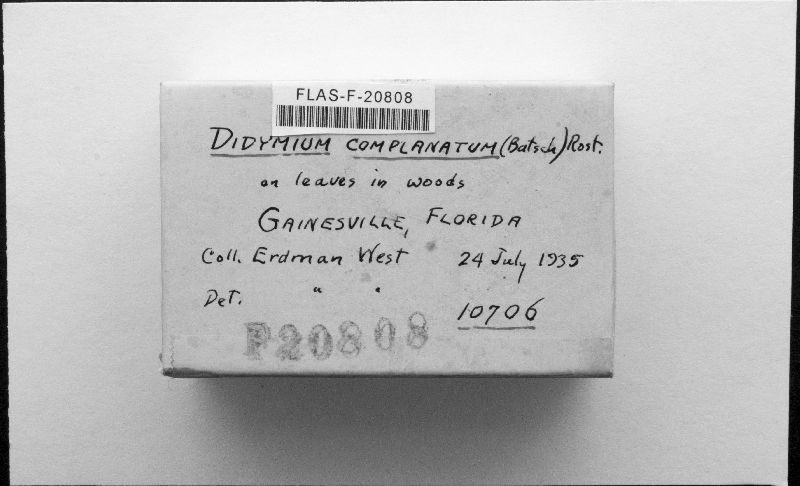 FLAS-F-20808
DIDYMIUM COMPLANATUM (Batsch) Rost.
on leaves in woods
GAINESVILLE, FLORIDA
Coll. Erdman West 24 July 1935
Det. " "
10706
F20808